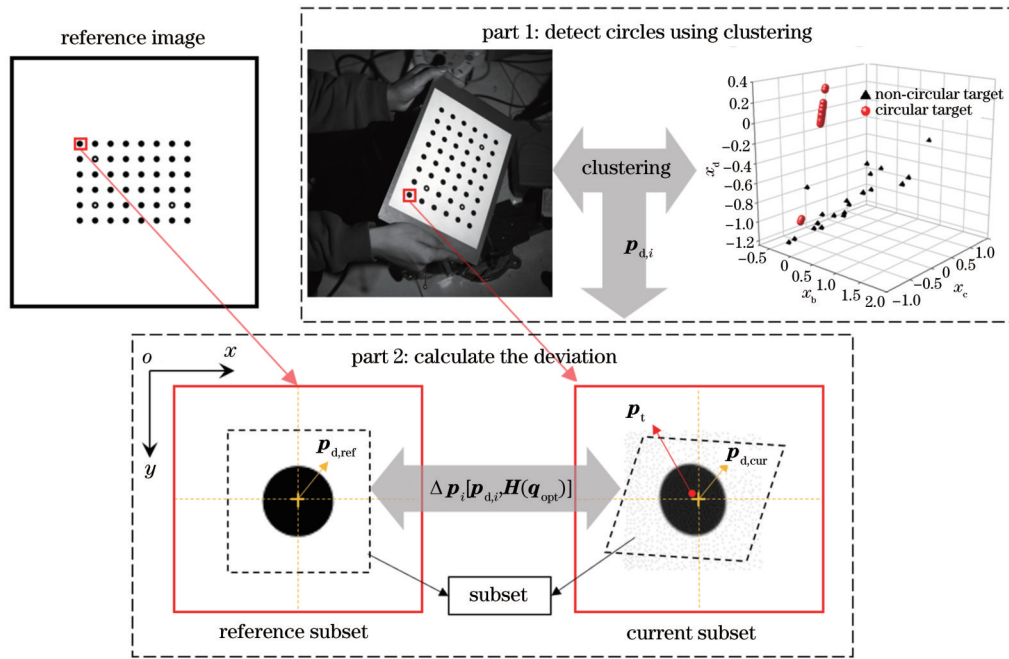 reference image
part 1: detect circles using clustering
clustering
p_d,i
non-circular target
circular target
x_d
0.4
0.2
0
−0.2
−0.4
−0.6
−0.8
−1.0
−1.2
−0.5
0
0.5
1.0
1.5
2.0
x_b
−1.0
−0.5
0
0.5
1.0
x_c
part 2: calculate the deviation
o
x
y
p_d,ref
Δp_i[p_d,i,H(q_opt)]
p_t
p_d,cur
subset
reference subset
current subset